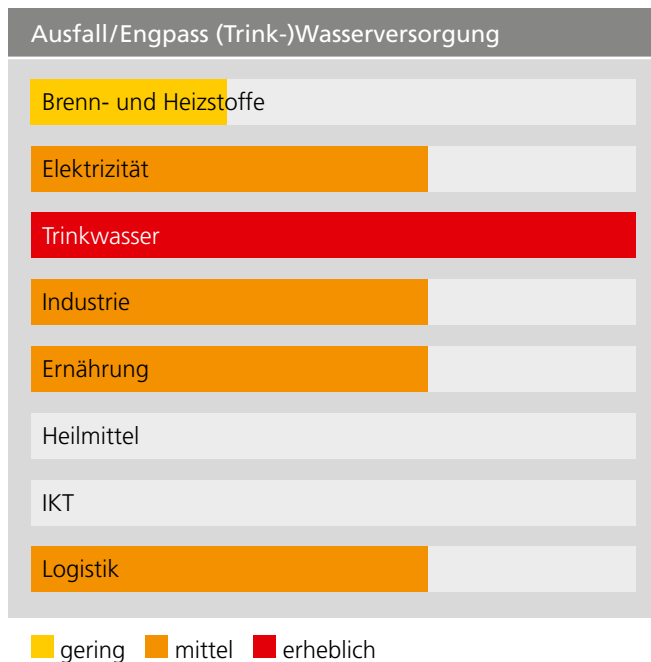 Ausfall/Engpass (Trink-)Wasserversorgung
Brenn- und Heizstoffe
Elektrizität
Trinkwasser
Industrie
Ernährung
Heilmittel
IKT
Logistik
gering mittel erheblich